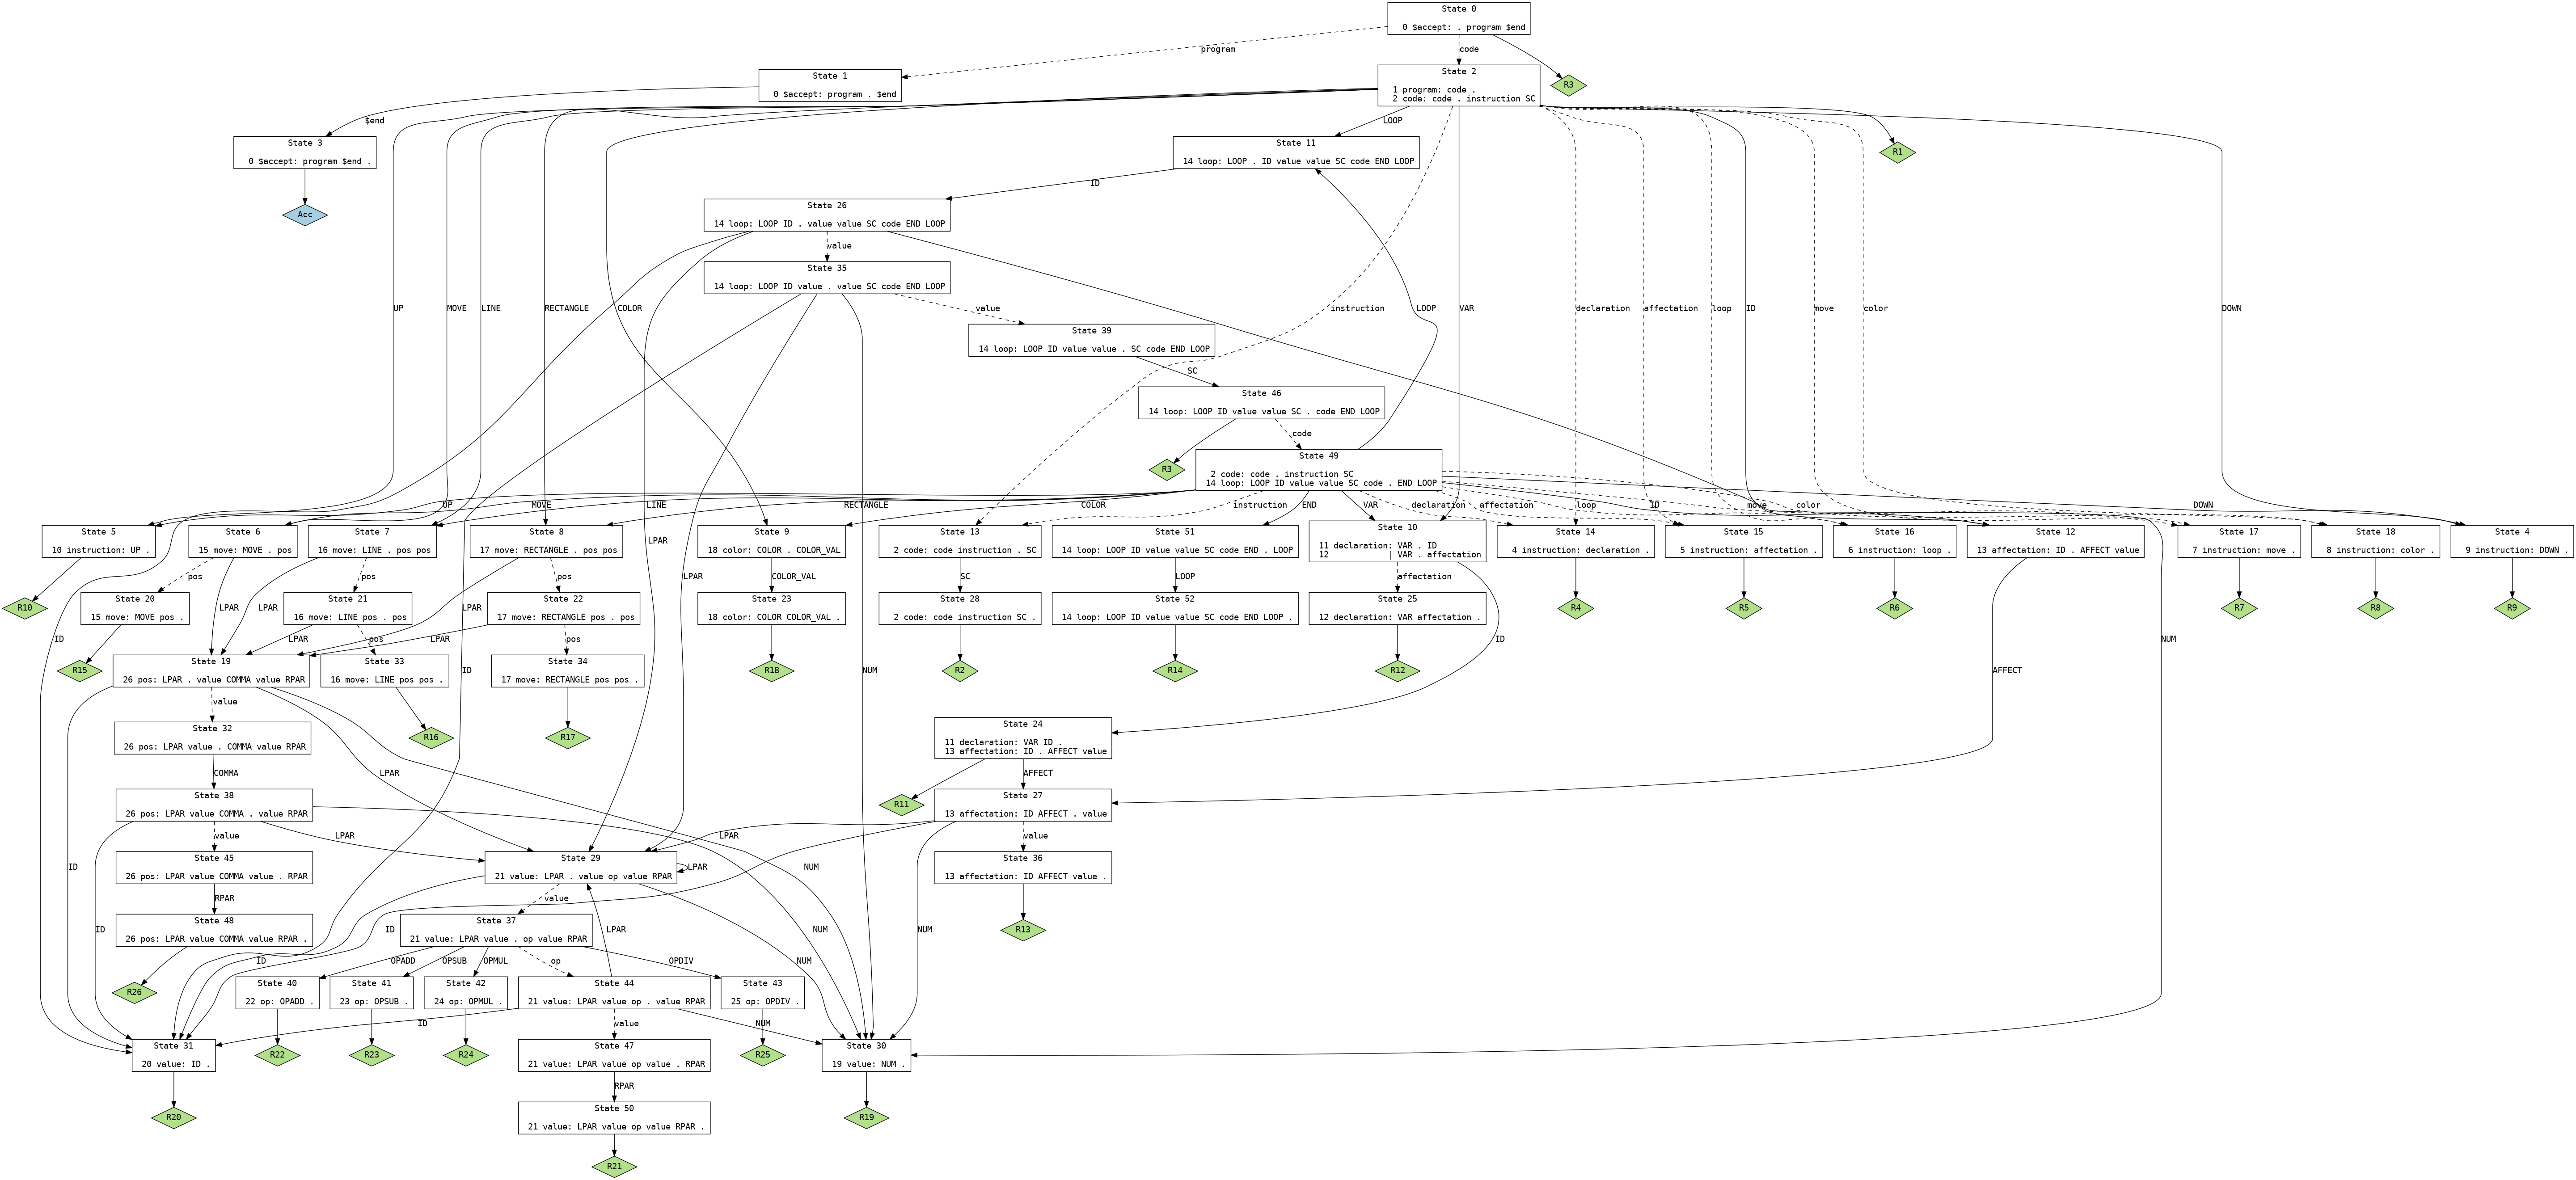 State 0
0 $accept: . program $end
program
code
State 1
0 $accept: program . $end
State 2
1 program: code .
2 code: code . instruction SC
R3
$end
LOOP
State 3
0 $accept: program $end .
State 11
14 loop: LOOP . ID value value SC code END LOOP
R1
ID
Acc
State 26
14 loop: LOOP ID . value value SC code END LOOP
value
State 35
14 loop: LOOP ID value . value SC code END LOOP
UP
MOVE
LINE
RECTANGLE
COLOR
value
instruction
LOOP
VAR
declaration
affectation
loop
ID
move
color
DOWN
State 39
14 loop: LOOP ID value value . SC code END LOOP
SC
State 46
14 loop: LOOP ID value value SC . code END LOOP
code
R3
State 49
2 code: code . instruction SC
14 loop: LOOP ID value value SC code . END LOOP
UP
MOVE
LINE
RECTANGLE
COLOR
instruction
END
VAR
declaration
affectation
loop
ID
move
color
DOWN
LPAR
State 5
10 instruction: UP .
State 6
15 move: MOVE . pos
State 7
16 move: LINE . pos pos
State 8
17 move: RECTANGLE . pos pos
State 9
18 color: COLOR . COLOR_VAL
State 13
2 code: code instruction . SC
State 51
14 loop: LOOP ID value value SC code END . LOOP
State 10
11 declaration: VAR . ID
12 | VAR . affectation
State 14
4 instruction: declaration .
State 15
5 instruction: affectation .
State 16
6 instruction: loop .
State 12
13 affectation: ID . AFFECT value
State 17
7 instruction: move .
State 18
8 instruction: color .
State 4
9 instruction: DOWN .
pos
pos
pos
LPAR
COLOR_VAL
SC
LOOP
affectation
R10
State 20
15 move: MOVE pos .
LPAR
LPAR
State 21
16 move: LINE pos . pos
LPAR
State 22
17 move: RECTANGLE pos . pos
State 23
18 color: COLOR COLOR_VAL .
State 28
2 code: code instruction SC .
State 52
14 loop: LOOP ID value value SC code END LOOP .
State 25
12 declaration: VAR affectation .
R4
R5
R6
R7
R8
R9
ID
LPAR
pos
LPAR
pos
ID
NUM
R15
State 19
26 pos: LPAR . value COMMA value RPAR
State 33
16 move: LINE pos pos .
ID
State 34
17 move: RECTANGLE pos pos .
R18
NUM
R2
R14
R12
AFFECT
value
State 32
26 pos: LPAR value . COMMA value RPAR
R16
R17
State 24
11 declaration: VAR ID .
13 affectation: ID . AFFECT value
COMMA
LPAR
AFFECT
State 38
26 pos: LPAR value COMMA . value RPAR
R11
State 27
13 affectation: ID AFFECT . value
value
LPAR
LPAR
value
ID
State 45
26 pos: LPAR value COMMA value . RPAR
State 29
21 value: LPAR . value op value RPAR
LPAR
NUM
State 36
13 affectation: ID AFFECT value .
RPAR
value
ID
State 48
26 pos: LPAR value COMMA value RPAR .
ID
State 37
21 value: LPAR value . op value RPAR
LPAR
NUM
NUM
R13
ID
OPADD
OPSUB
OPMUL
op
OPDIV
NUM
R26
State 40
22 op: OPADD .
State 41
23 op: OPSUB .
State 42
24 op: OPMUL .
State 44
21 value: LPAR value op . value RPAR
State 43
25 op: OPDIV .
ID
value
NUM
State 31
20 value: ID .
R22
R23
R24
State 47
21 value: LPAR value op value . RPAR
R25
State 30
19 value: NUM .
RPAR
R20
State 50
21 value: LPAR value op value RPAR .
R19
R21